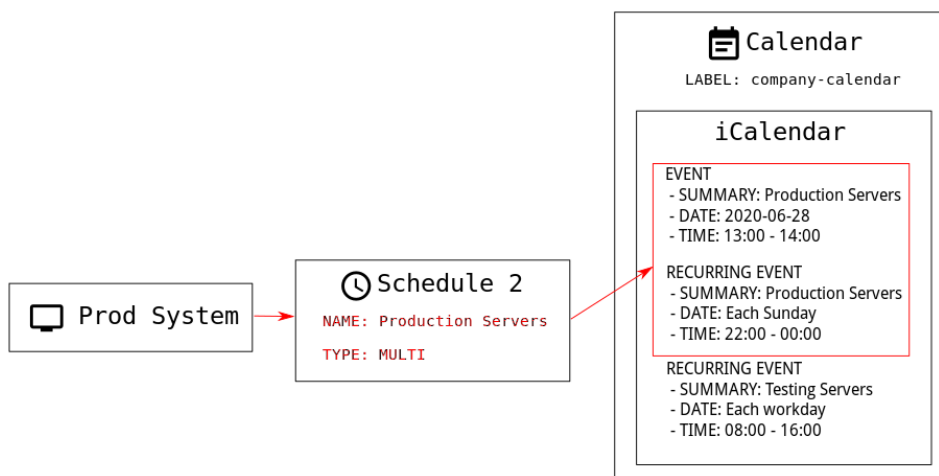 Calendar
LABEL: company-calendar
iCalendar
EVENT
- SUMMARY: Production Servers
- DATE: 2020-06-28
- TIME: 13:00 - 14:00
RECURRING EVENT
- SUMMARY: Production Servers
- DATE: Each Sunday
- TIME: 22:00 - 00:00
RECURRING EVENT
- SUMMARY: Testing Servers
- DATE: Each workday
- TIME: 08:00 - 16:00
Schedule 2
NAME: Production Servers
TYPE: MULTI
Prod System